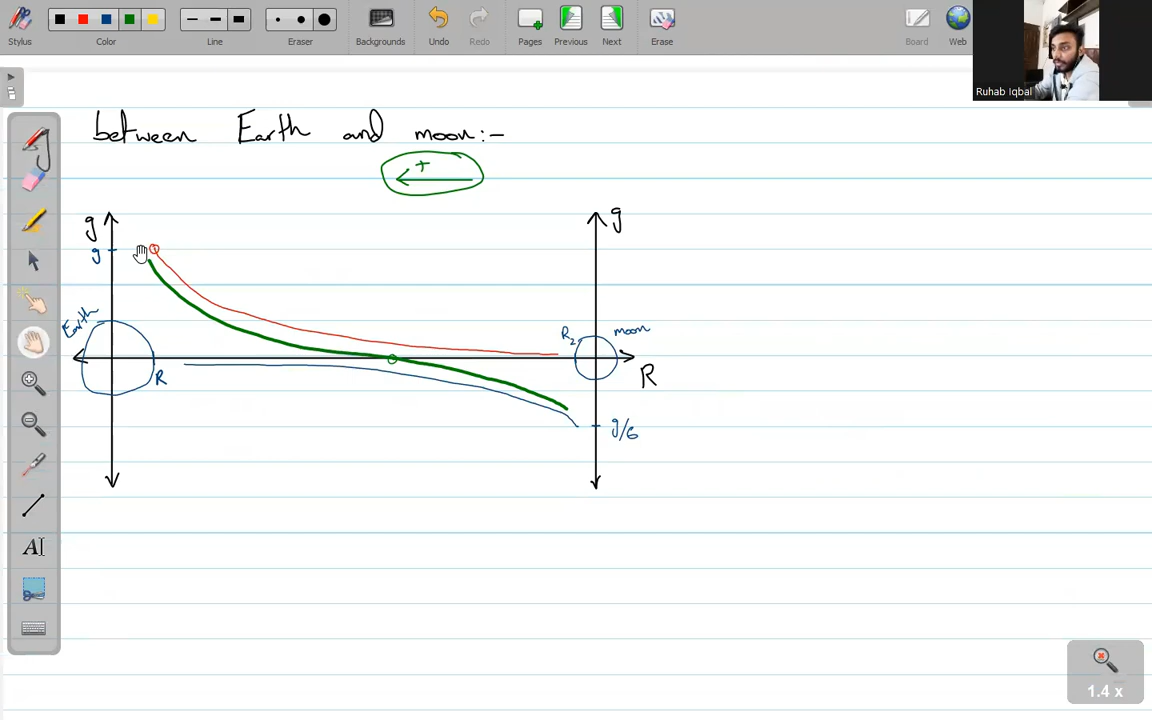 Stylus
Color
Line
Eraser
Backgrounds
Undo
Redo
Pages
Previous
Next
Erase
Board
Web
Ruhab Iqbal
between Earth and moon:-
+
g
g
g
Earth
R
R2
moon
R
g/6
AI
1.4 x